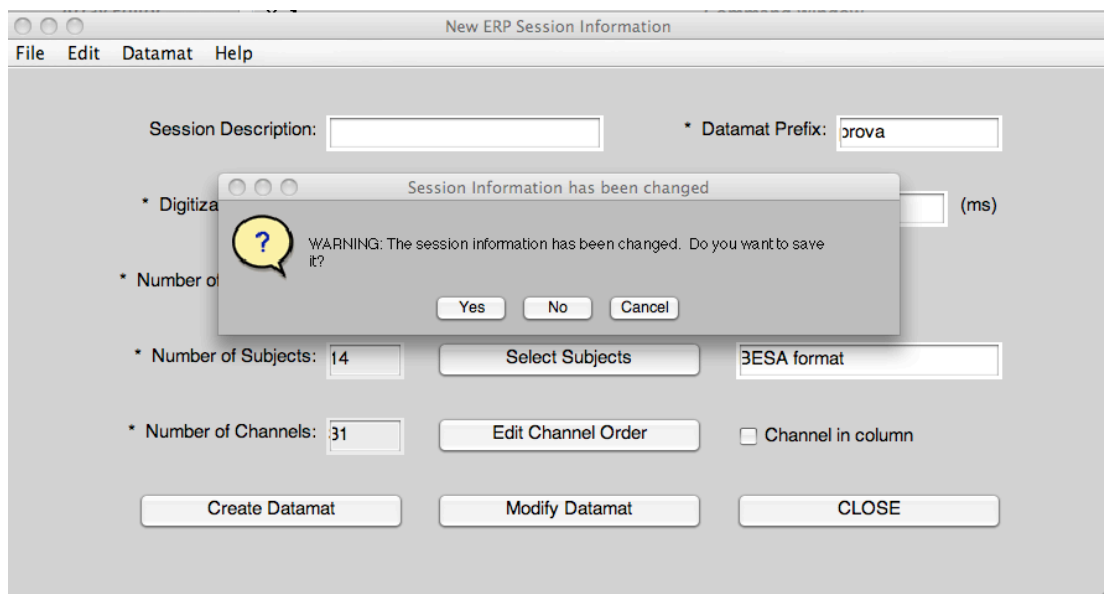 New ERP Session Information
File Edit Datamat Help
Session Description:
* Datamat Prefix: prova
Session Information has been changed
* Digitiza
(ms)
?
WARNING: The session information has been changed. Do you want to save
it?
* Number of
Yes No Cancel
* Number of Subjects: 14 Select Subjects BESA format
* Number of Channels: 31 Edit Channel Order Channel in column
Create Datamat Modify Datamat CLOSE